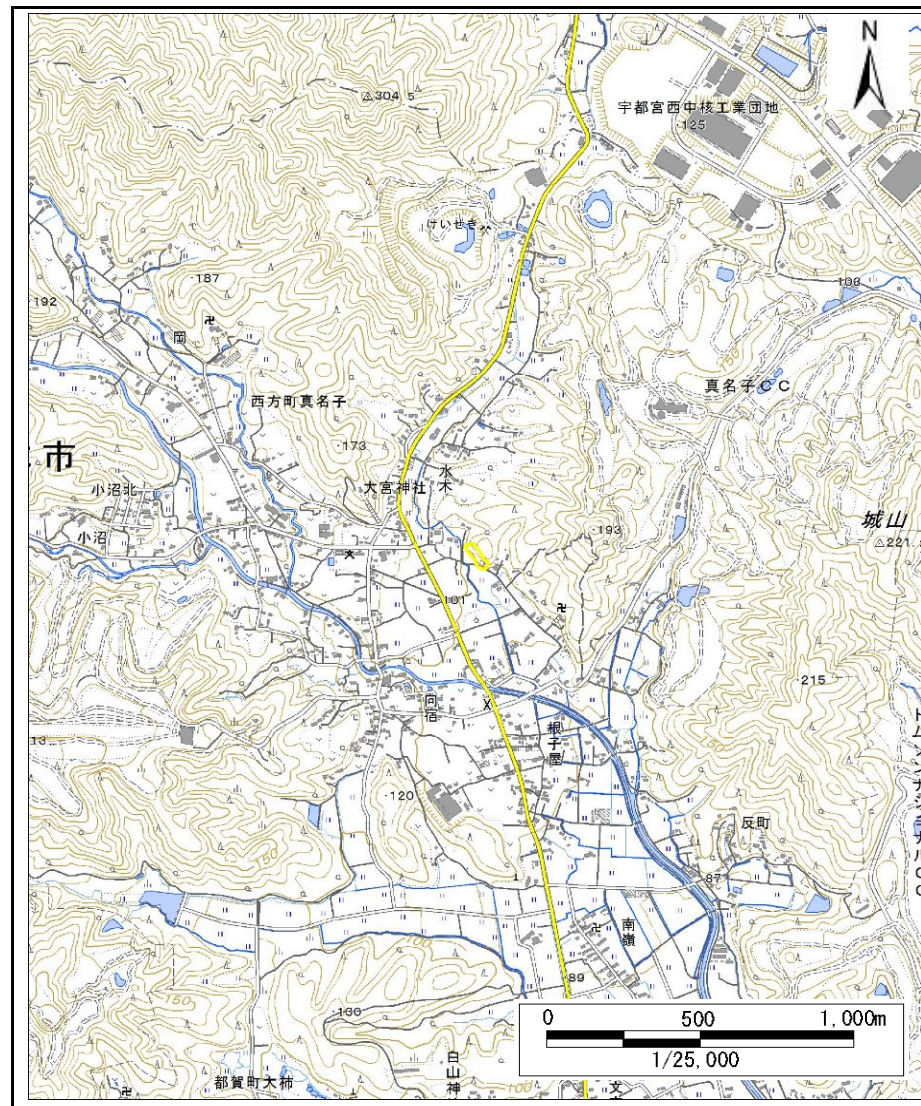 N
△304.5
宇都宮西中核工業団地
・125
けいせき
・187
・192
岡
108
西方町真名子
真名子CC
・173
水木
市
大宮神社
小沼北
小沼
・193
城山
△221
・101
・215
向宿
根子屋
・120
反町
87
南嶺
・89
150
・130
100
都賀町大柿
白山神
文
0 500 1,000m
1/25,000